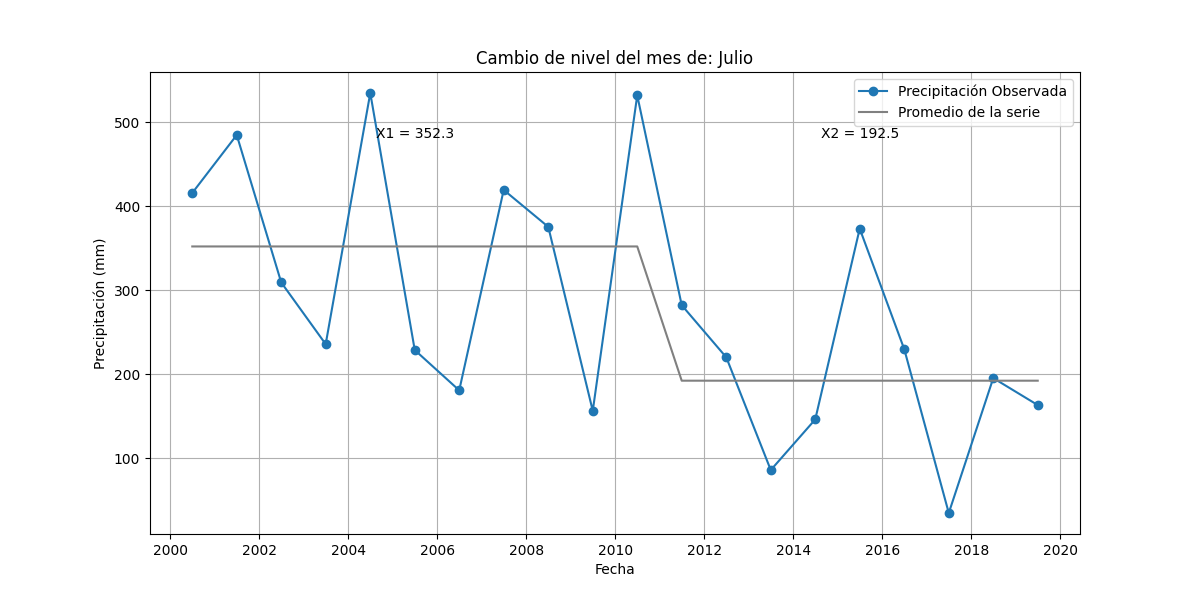 Cambio de nivel del mes de: Julio
Precipitación Observada
Promedio de la serie
X1 = 352.3
X2 = 192.5
500
400
300
200
100
Precipitación (mm)
2000 2002 2004 2006 2008 2010 2012 2014 2016 2018 2020
Fecha